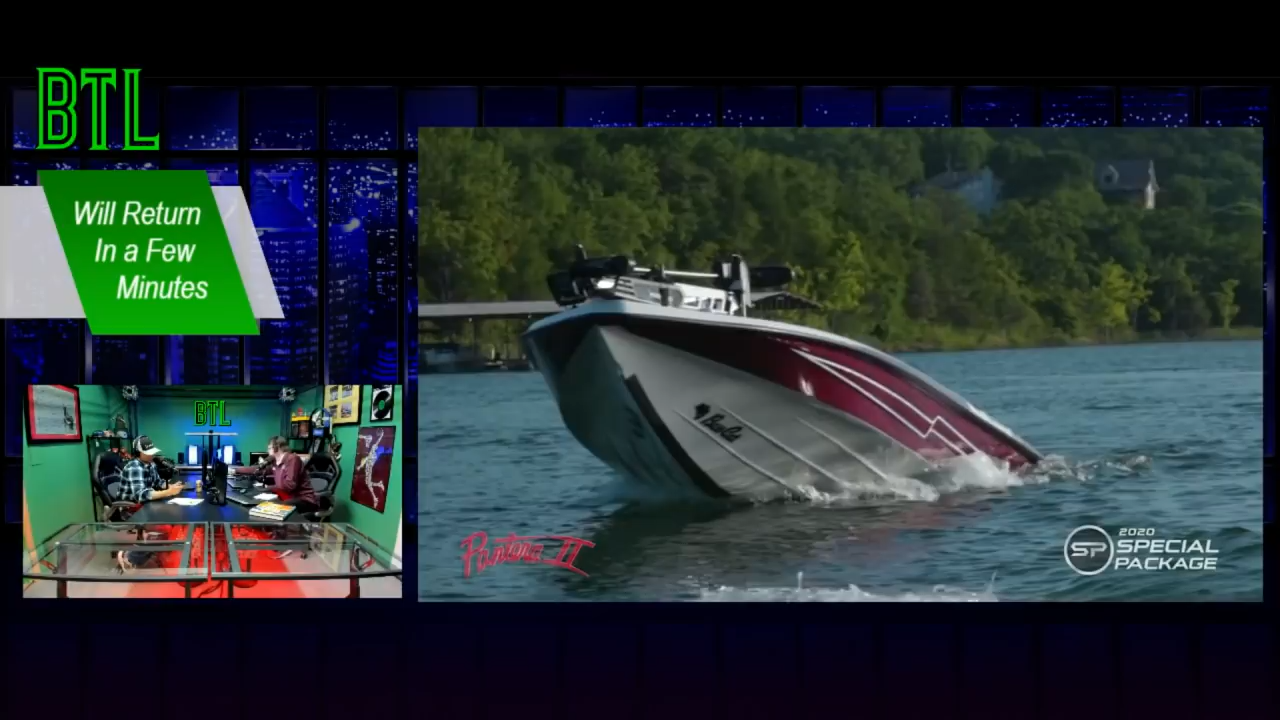 BTL
Will Return
In a Few
Minutes
BTL
Pantera II
SP
2020
SPECIAL
PACKAGE